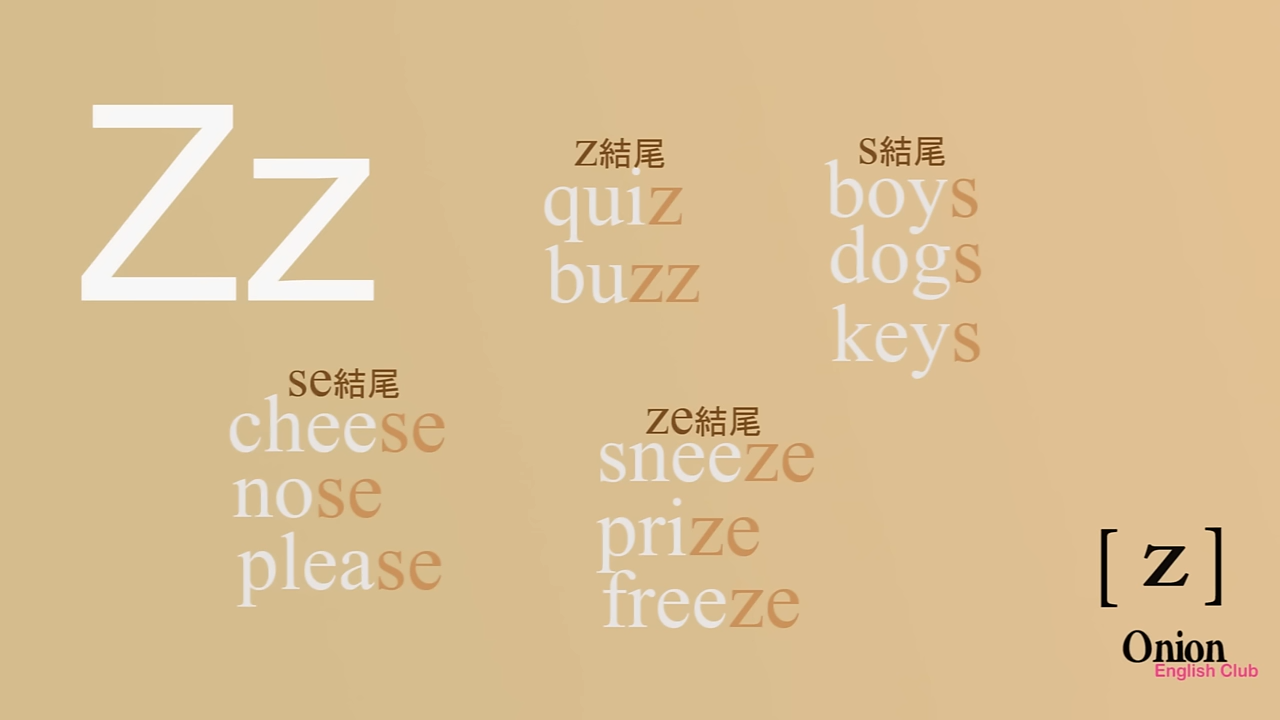 Zz
z結尾
quiz
buzz
s結尾
boys
dogs
keys
se結尾
cheese
nose
please
ze結尾
sneeze
prize
freeze
[ z ]
Onion
English Club